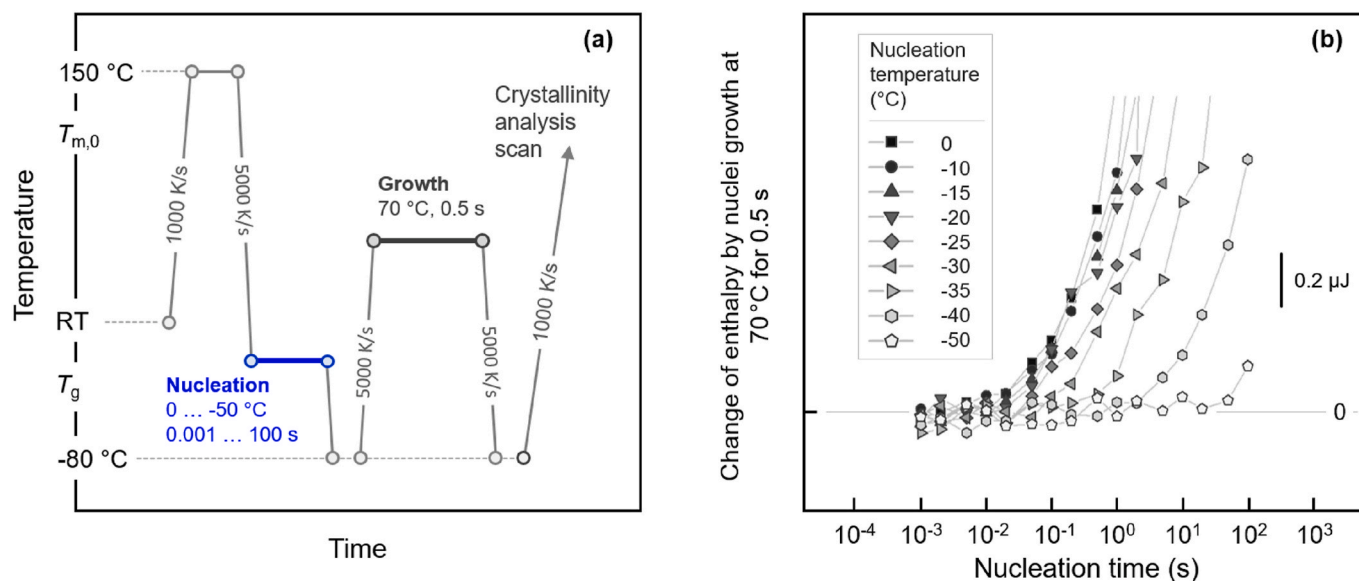 (a)
150 °C
Tm,0
Temperature
RT
Tg
-80 °C
1000 K/s
5000 K/s
Nucleation
0 ... -50 °C
0.001 ... 100 s
5000 K/s
Growth
70 °C, 0.5 s
5000 K/s
1000 K/s
Crystallinity
analysis
scan
Time
(b)
Change of enthalpy by nuclei growth at
70 °C for 0.5 s
Nucleation
temperature
(°C)
0
-10
-15
-20
-25
-30
-35
-40
-50
0.2 µJ
0
10-4
10-3
10-2
10-1
100
101
102
103
Nucleation time (s)